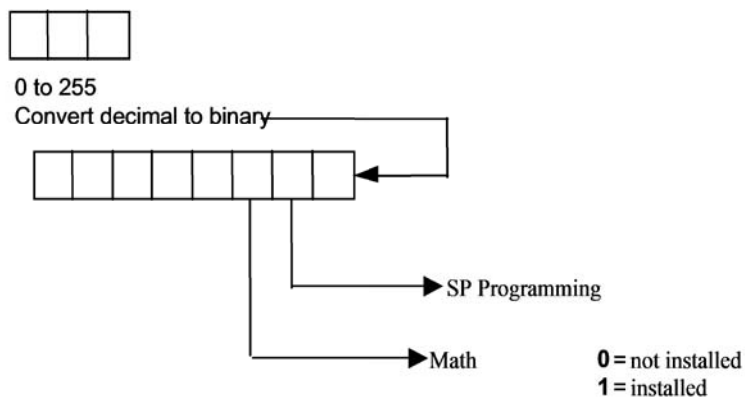 0 to 255
Convert decimal to binary
SP Programming
Math
0 = not installed
1 = installed